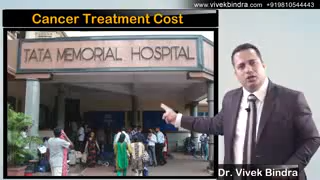 www.vivekbindra.com +919810544443
Cancer Treatment Cost
TATA MEMORIAL HOSPITAL
Dr. Vivek Bindra